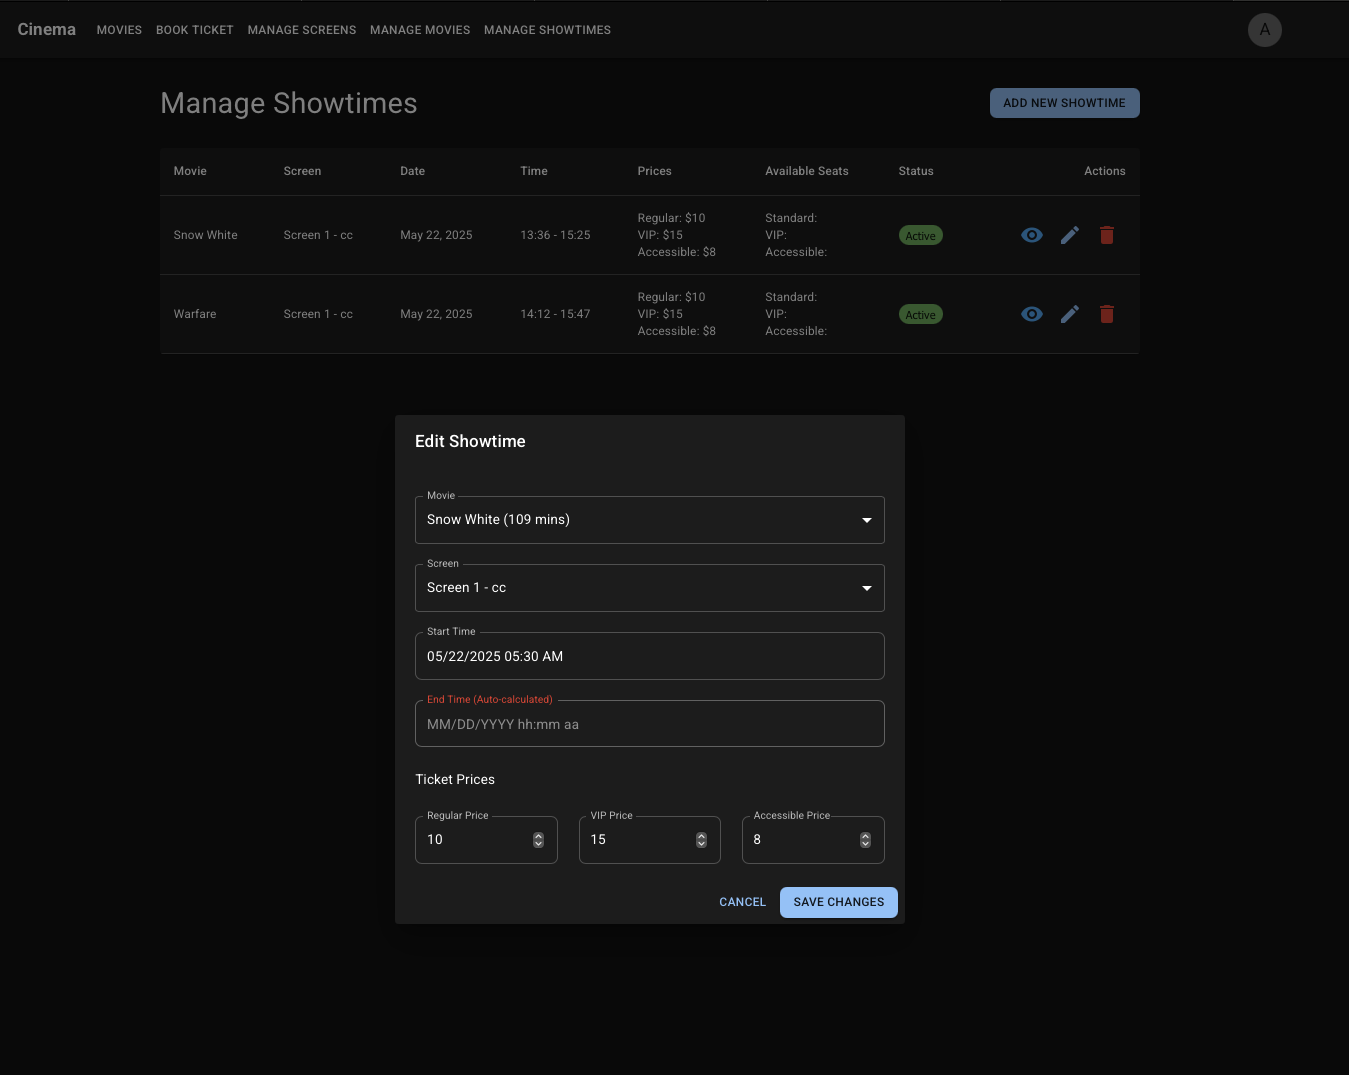 Cinema MOVIES BOOK TICKET MANAGE SCREENS MANAGE MOVIES MANAGE SHOWTIMES A
Manage Showtimes ADD NEW SHOWTIME
Movie Screen Date Time Prices Available Seats Status Actions
Snow White Screen 1 - cc May 22, 2025 13:36 - 15:25 Regular: $10 Standard: Active
VIP: $15 VIP:
Accessible: $8 Accessible:
Warfare Screen 1 - cc May 22, 2025 14:12 - 15:47 Regular: $10 Standard: Active
VIP: $15 VIP:
Accessible: $8 Accessible:
Edit Showtime
Movie
Snow White (109 mins)
Screen
Screen 1 - cc
Start Time
05/22/2025 05:30 AM
End Time (Auto-calculated)
MM/DD/YYYY hh:mm aa
Ticket Prices
Regular Price VIP Price Accessible Price
10 15 8
CANCEL SAVE CHANGES